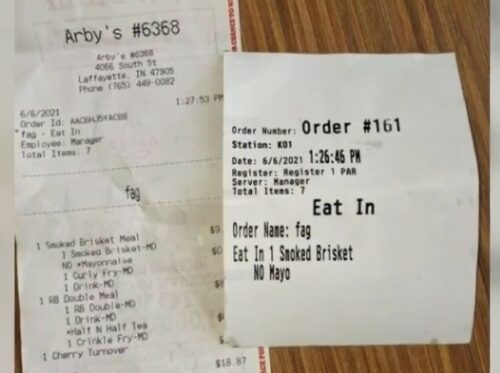 Arby's #6368
Arby's #6368
4066 South St
Laffayette, IN 47905
Phone (765) 449-0082
1:27:53 PM
6/6/2021
Order Id: AACBHJ5YACB8
* fag - Eat In
Employee: Manager
Total Items: 7
fag
1 Smoked Brisket Meal
1 Smoked Brisket-MD
NO *Mayonnaise
1 Curly Fry-MD
1 Drink-MD
1 RB Double Meal
1 RB Double-MD
1 Drink-MD
*Half N Half Tea
1 Crinkle Fry-MD
1 Cherry Turnover
$18.87
Order Number: Order #161
Station: K01
Date: 6/6/2021 1:26:46 PM
Register: Register 1 PAR
Server: Manager
Total Items: 7
Eat In
Order Name: fag
Eat In 1 Smoked Brisket
NO Mayo